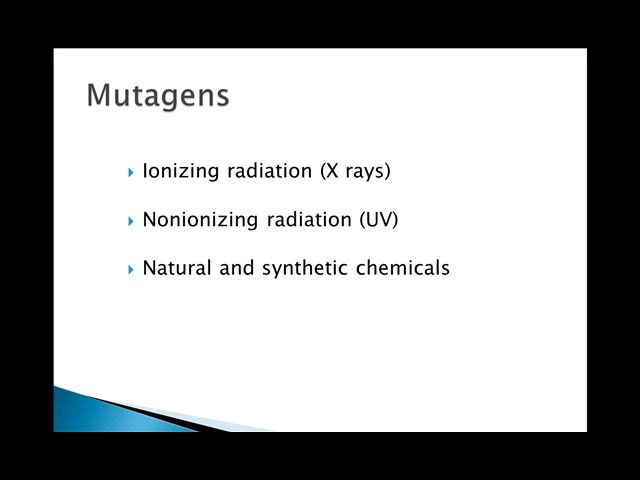 Mutagens
Ionizing radiation (X rays)
Nonionizing radiation (UV)
Natural and synthetic chemicals